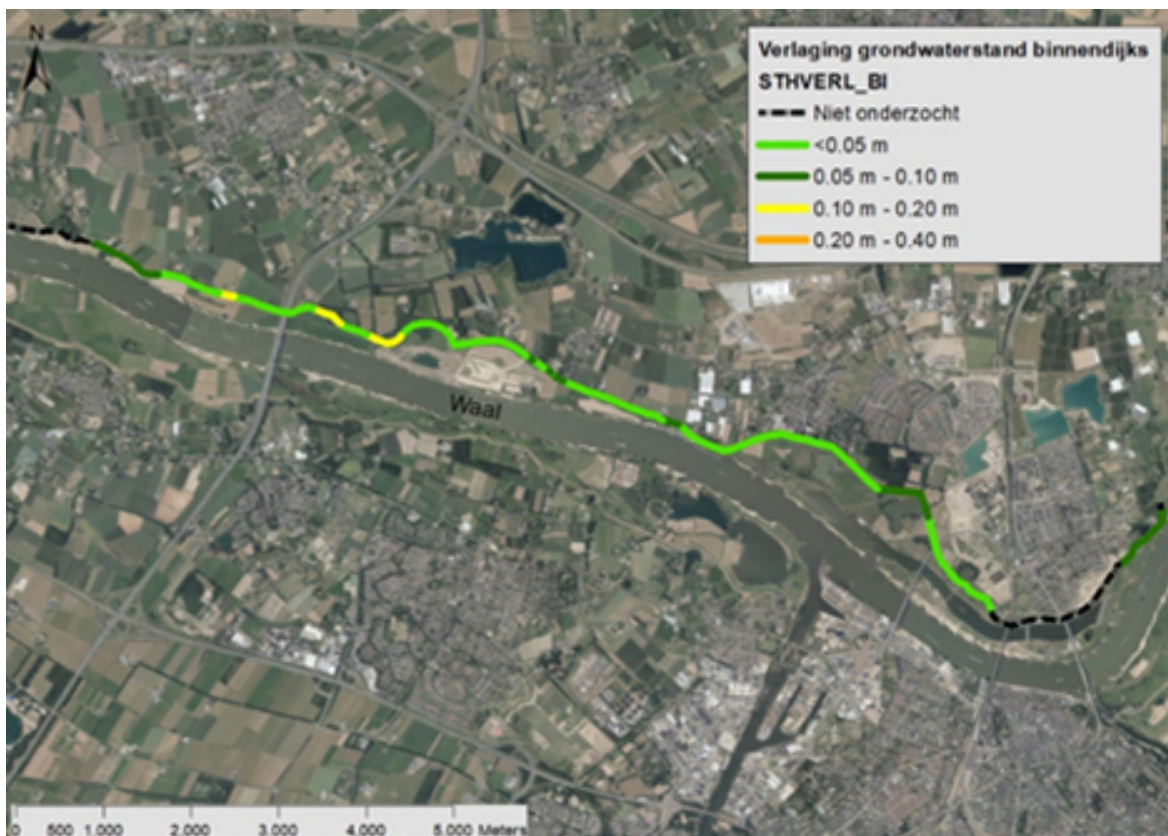 N
Verlaging grondwaterstand binnendijks
STHVERL_BI
Niet onderzocht
<0.05 m
0.05 m - 0.10 m
0.10 m - 0.20 m
0.20 m - 0.40 m
Waal
0 500 1.000 2.000 3.000 4.000 5.000 Meters